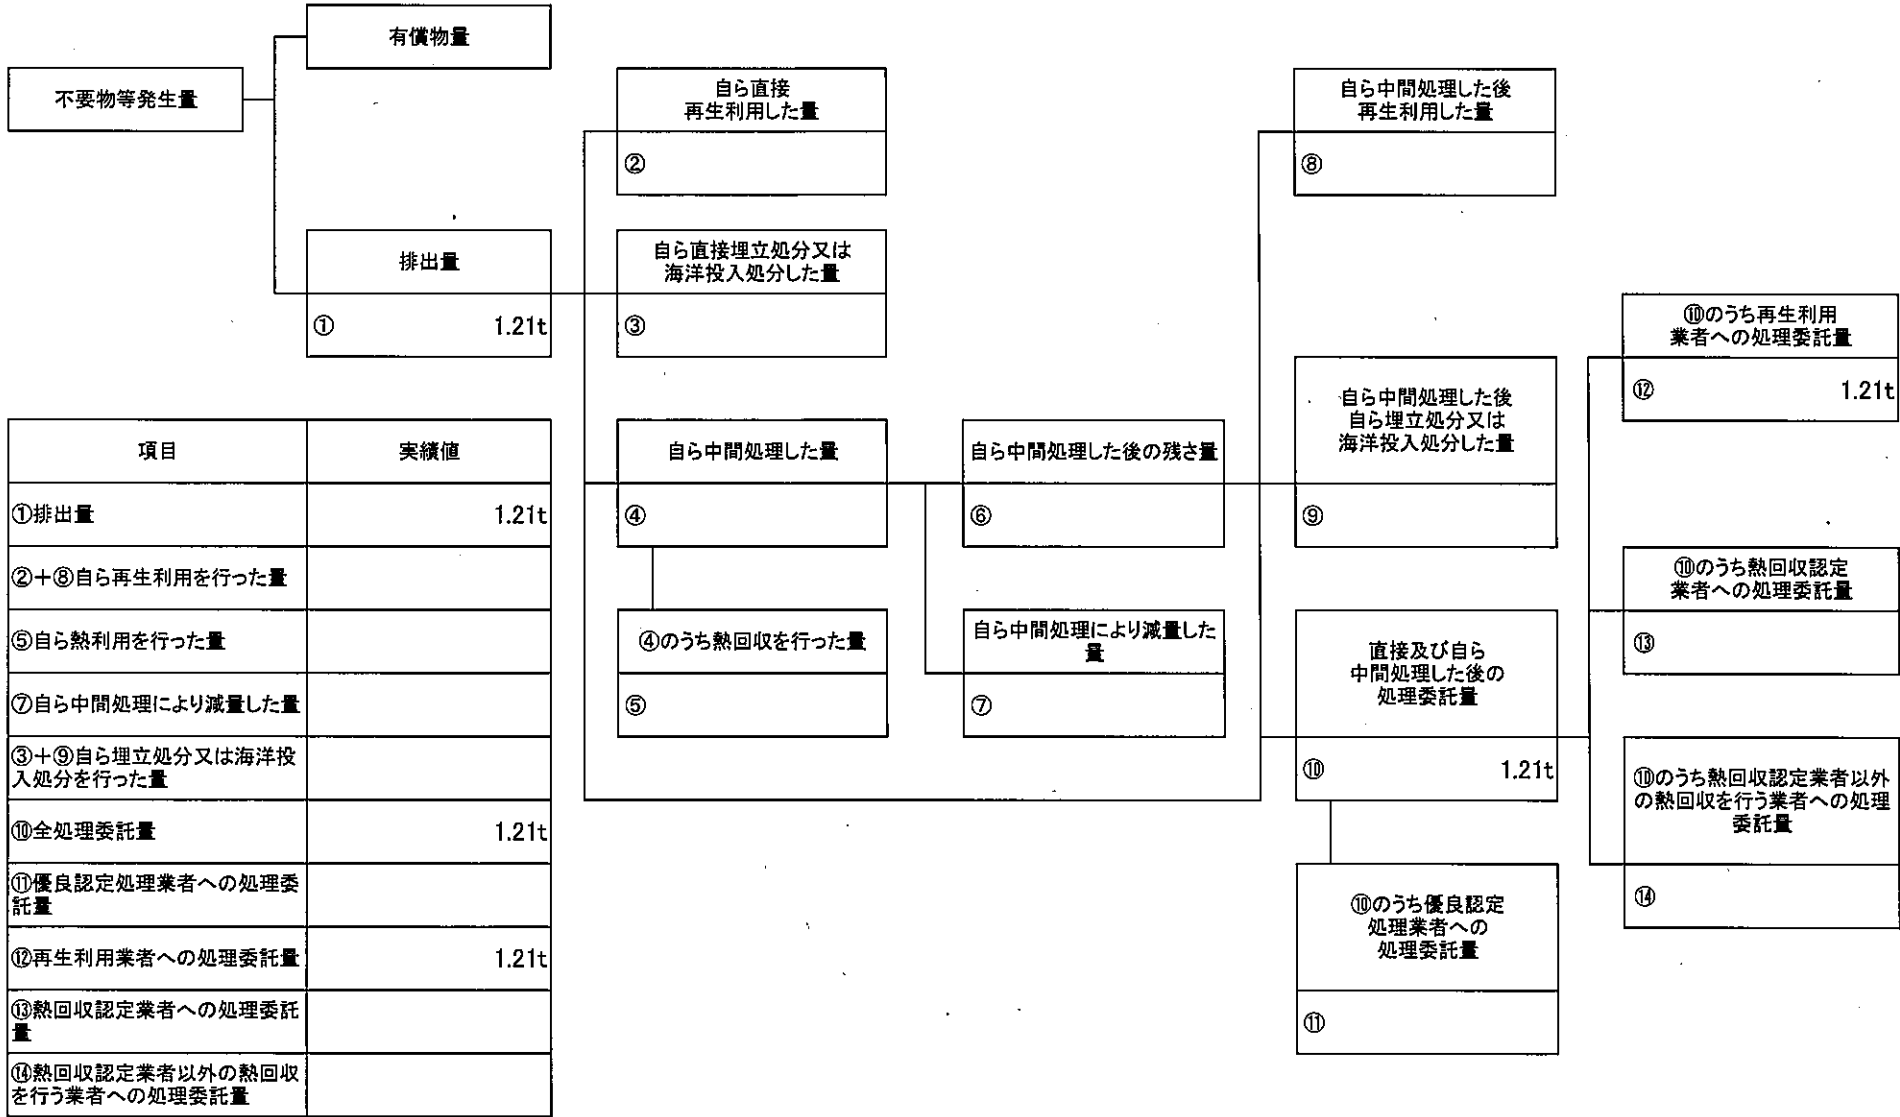 有償物量
不要物等発生量
自ら直接
再生利用した量
②
自ら中間処理した後
再生利用した量
⑧
排出量
① 1.21t
自ら直接埋立処分又は
海洋投入処分した量
③
⑩のうち再生利用
業者への処理委託量
⑫ 1.21t
自ら中間処理した量
④
自ら中間処理した後の残さ量
⑥
自ら中間処理した後
自ら埋立処分又は
海洋投入処分した量
⑨
⑩のうち熱回収認定
業者への処理委託量
⑬
④のうち熱回収を行った量
⑤
自ら中間処理により減量した
量
⑦
直接及び自ら
中間処理した後の
処理委託量
⑩ 1.21t
⑩のうち熱回収認定業者以外
の熱回収を行う業者への処理
委託量
⑭
⑩のうち優良認定
処理業者への
処理委託量
⑪
項目 実績値
①排出量 1.21t
②+⑧自ら再生利用を行った量
⑤自ら熱利用を行った量
⑦自ら中間処理により減量した量
③+⑨自ら埋立処分又は海洋投
入処分を行った量
⑩全処理委託量 1.21t
⑪優良認定処理業者への処理委
託量
⑫再生利用業者への処理委託量 1.21t
⑬熱回収認定業者への処理委託
量
⑭熱回収認定業者以外の熱回収
を行う業者への処理委託量